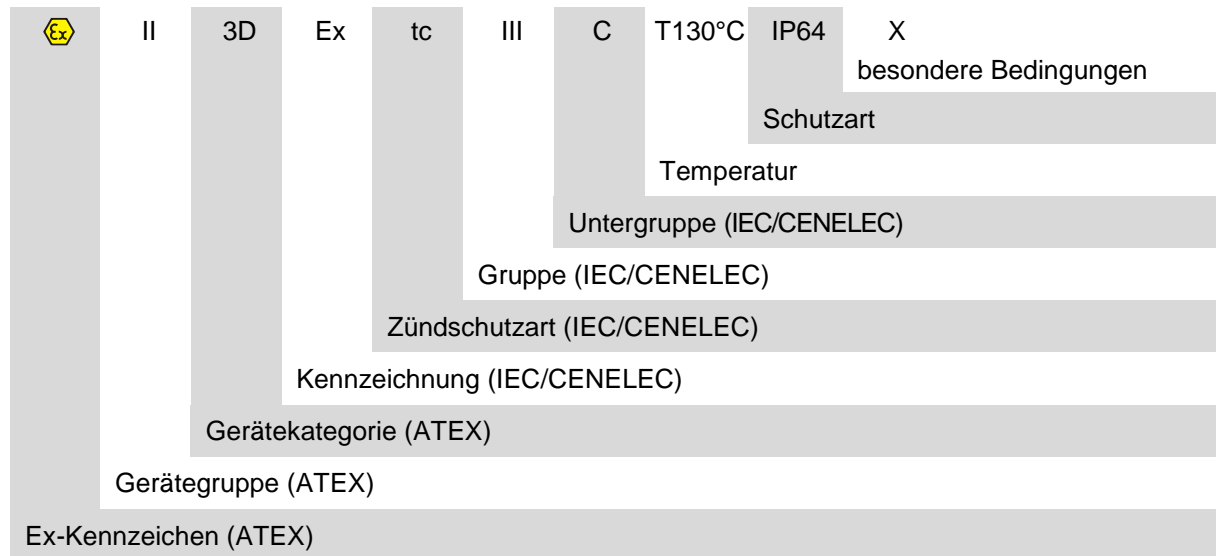 Ex II 3D Ex tc III C T130°C IP64 X
besondere Bedingungen
Schutzart
Temperatur
Untergruppe (IEC/CENELEC)
Gruppe (IEC/CENELEC)
Zündschutzart (IEC/CENELEC)
Kennzeichnung (IEC/CENELEC)
Gerätekategorie (ATEX)
Gerätegruppe (ATEX)
Ex-Kennzeichen (ATEX)